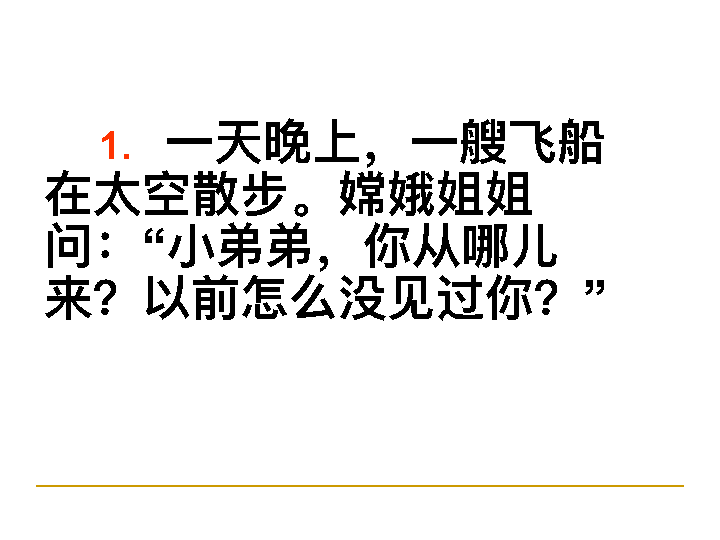 1. 一天晚上，一艘飞船
在太空散步。嫦娥姐姐
问：“小弟弟，你从哪儿
来？以前怎么没见过你？”